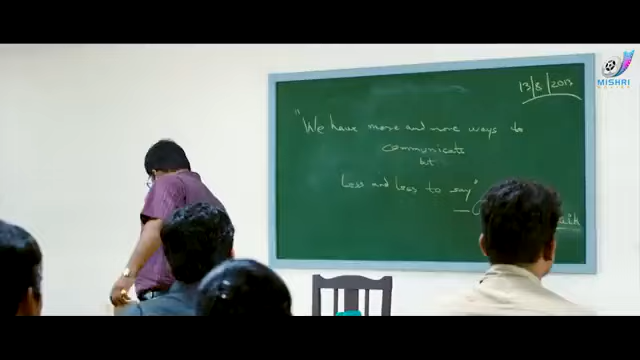 MISHRI
13/8/2013
"We have more and more ways to
communicate
but
less and less to say"